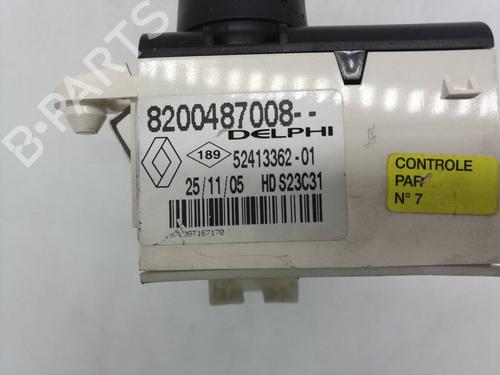 B-PARTS
8200487008--
DELPHI
189
52413362-01
25/11/05 HD S23C31
CONTROLE
PAR
N° 7